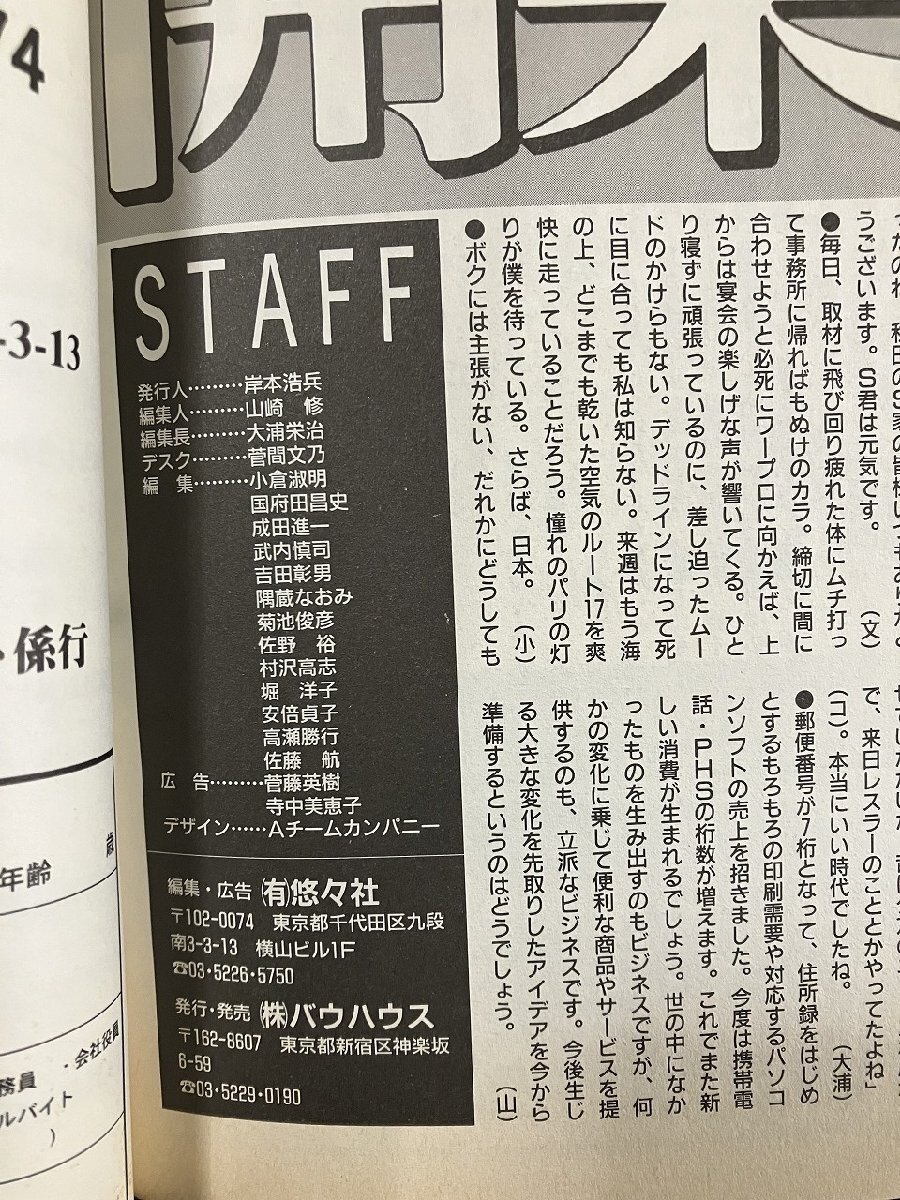 /4
-3-13
・係行
歳
年齢
・会社役員
務員
ルバイト
)
開業
STAFF
発行人………岸本浩兵
編集人………山崎 修
編集長………大浦栄治
デスク………菅間文乃
編 集………小倉淑明
国府田昌史
成田進一
武内慎司
吉田彰男
隅蔵なおみ
菊池俊彦
佐野 裕
村沢高志
堀 洋子
安倍貞子
高瀬勝行
佐藤 航
広 告………菅藤英樹
寺中美恵子
デザイン……Aチームカンパニー
編集・広告 ㈲悠々社
〒102-0074 東京都千代田区九段
南3-3-13 横山ビル1F
☎03・5226・5750
発行・発売 ㈱バウハウス
〒162-8607 東京都新宿区神楽坂
6-59
☎03・5229・0190
うございます。S君は元気です。 (文)
●毎日、取材に飛び回り疲れた体にムチ打っ
て事務所に帰ればもぬけのカラ。締切に間に
合わせようと必死にワープロに向かえば、上
からは宴会の楽しげな声が響いてくる。ひと
り寝ずに頑張っているのに、差し迫ったムー
ドのかけらもない。デッドラインになって死
に目に合っても私は知らない。来週はもう海
の上、どこまでも乾いた空気のルート17を爽
快に走っていることだろう。憧れのパリの灯
りが僕を待っている。さらば、日本。 (小)
●ボクには主張がない、だれかにどうしても
で、来日レスラーのこととかやってたよね」
(コ)。本当にいい時代でしたね。 (大浦)
●郵便番号が7桁となって、住所録をはじめ
とするもろもろの印刷需要や対応するパソコ
ンソフトの売上を招きました。今度は携帯電
話・PHSの桁数が増えます。これでまた新
しい消費が生まれるでしょう。世の中になか
ったものを生み出すのもビジネスですが、何
かの変化に乗じて便利な商品やサービスを提
供するのも、立派なビジネスです。今後生じ
る大きな変化を先取りしたアイデアを今から
準備するというのはどうでしょう。 (山)